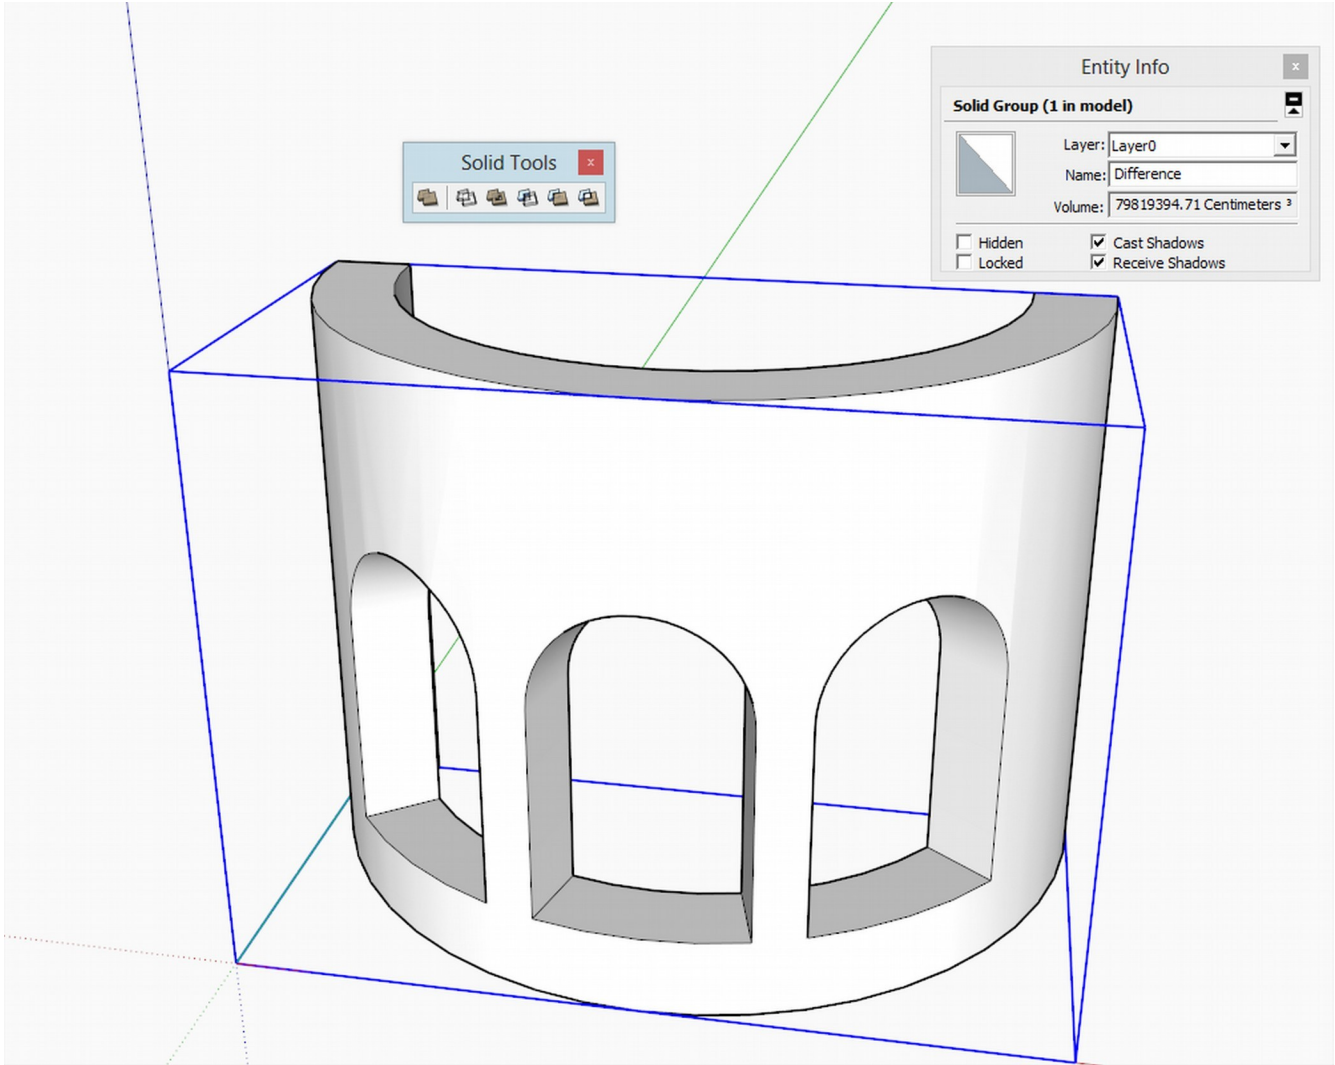 Entity Info
x
Solid Group (1 in model)
Solid Tools
x
Layer: Layer0
Name: Difference
Volume: 79819394.71 Centimeters ³
Hidden
Cast Shadows
Locked
Receive Shadows